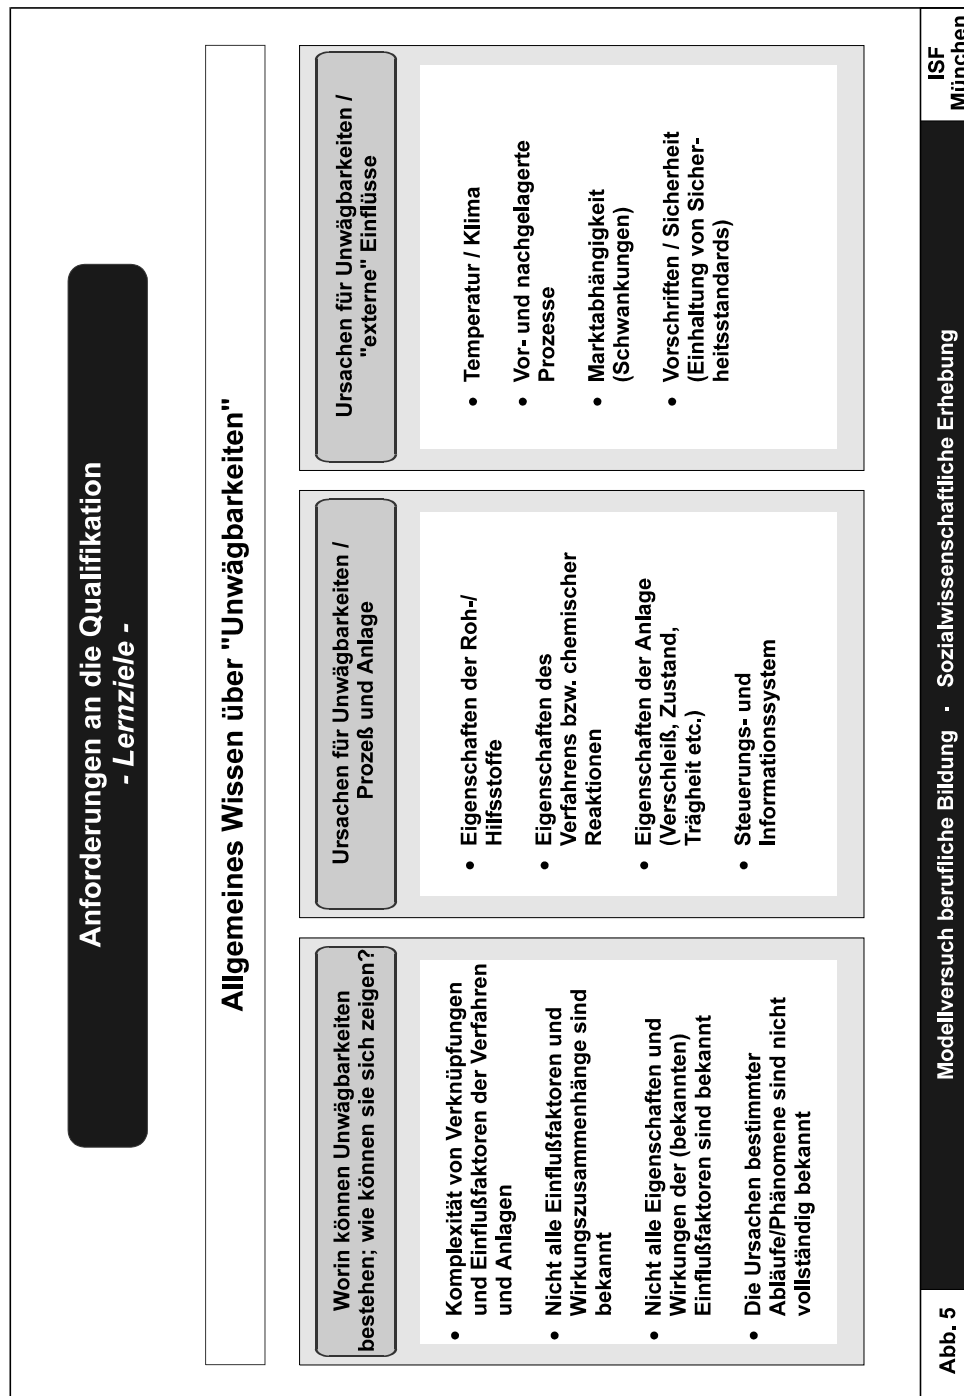 Anforderungen an die Qualifikation
- Lernziele -
Allgemeines Wissen über "Unwägbarkeiten"
Worin können Unwägbarkeiten
bestehen; wie können sie sich zeigen?
• Komplexität von Verknüpfungen
und Einflußfaktoren der Verfahren
und Anlagen
• Nicht alle Einflußfaktoren und
Wirkungszusammenhänge sind
bekannt
• Nicht alle Eigenschaften und
Wirkungen der (bekannten)
Einflußfaktoren sind bekannt
• Die Ursachen bestimmter
Abläufe/Phänomene sind nicht
vollständig bekannt
Ursachen für Unwägbarkeiten /
Prozeß und Anlage
• Eigenschaften der Roh-/
Hilfsstoffe
• Eigenschaften des
Verfahrens bzw. chemischer
Reaktionen
• Eigenschaften der Anlage
(Verschleiß, Zustand,
Trägheit etc.)
• Steuerungs- und
Informationssystem
Ursachen für Unwägbarkeiten /
"externe" Einflüsse
• Temperatur / Klima
• Vor- und nachgelagerte
Prozesse
• Marktabhängigkeit
(Schwankungen)
• Vorschriften / Sicherheit
(Einhaltung von Sicher-
heitsstandards)
Abb. 5
Modellversuch berufliche Bildung · Sozialwissenschaftliche Erhebung
ISF
München